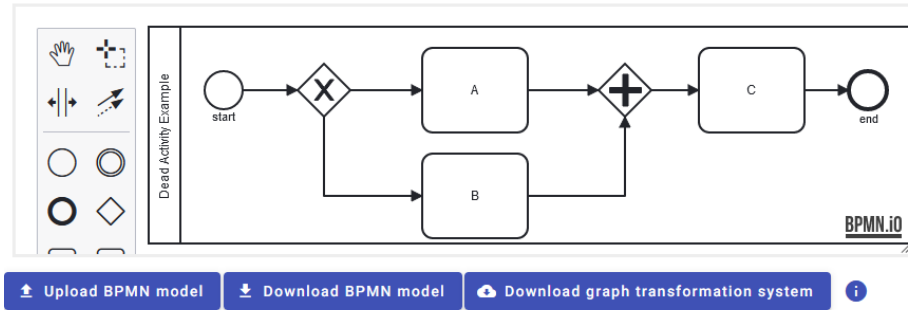 Dead Activity Example
start
X
A
B
C
end
BPMN.iO
Upload BPMN model
Download BPMN model
Download graph transformation system
i